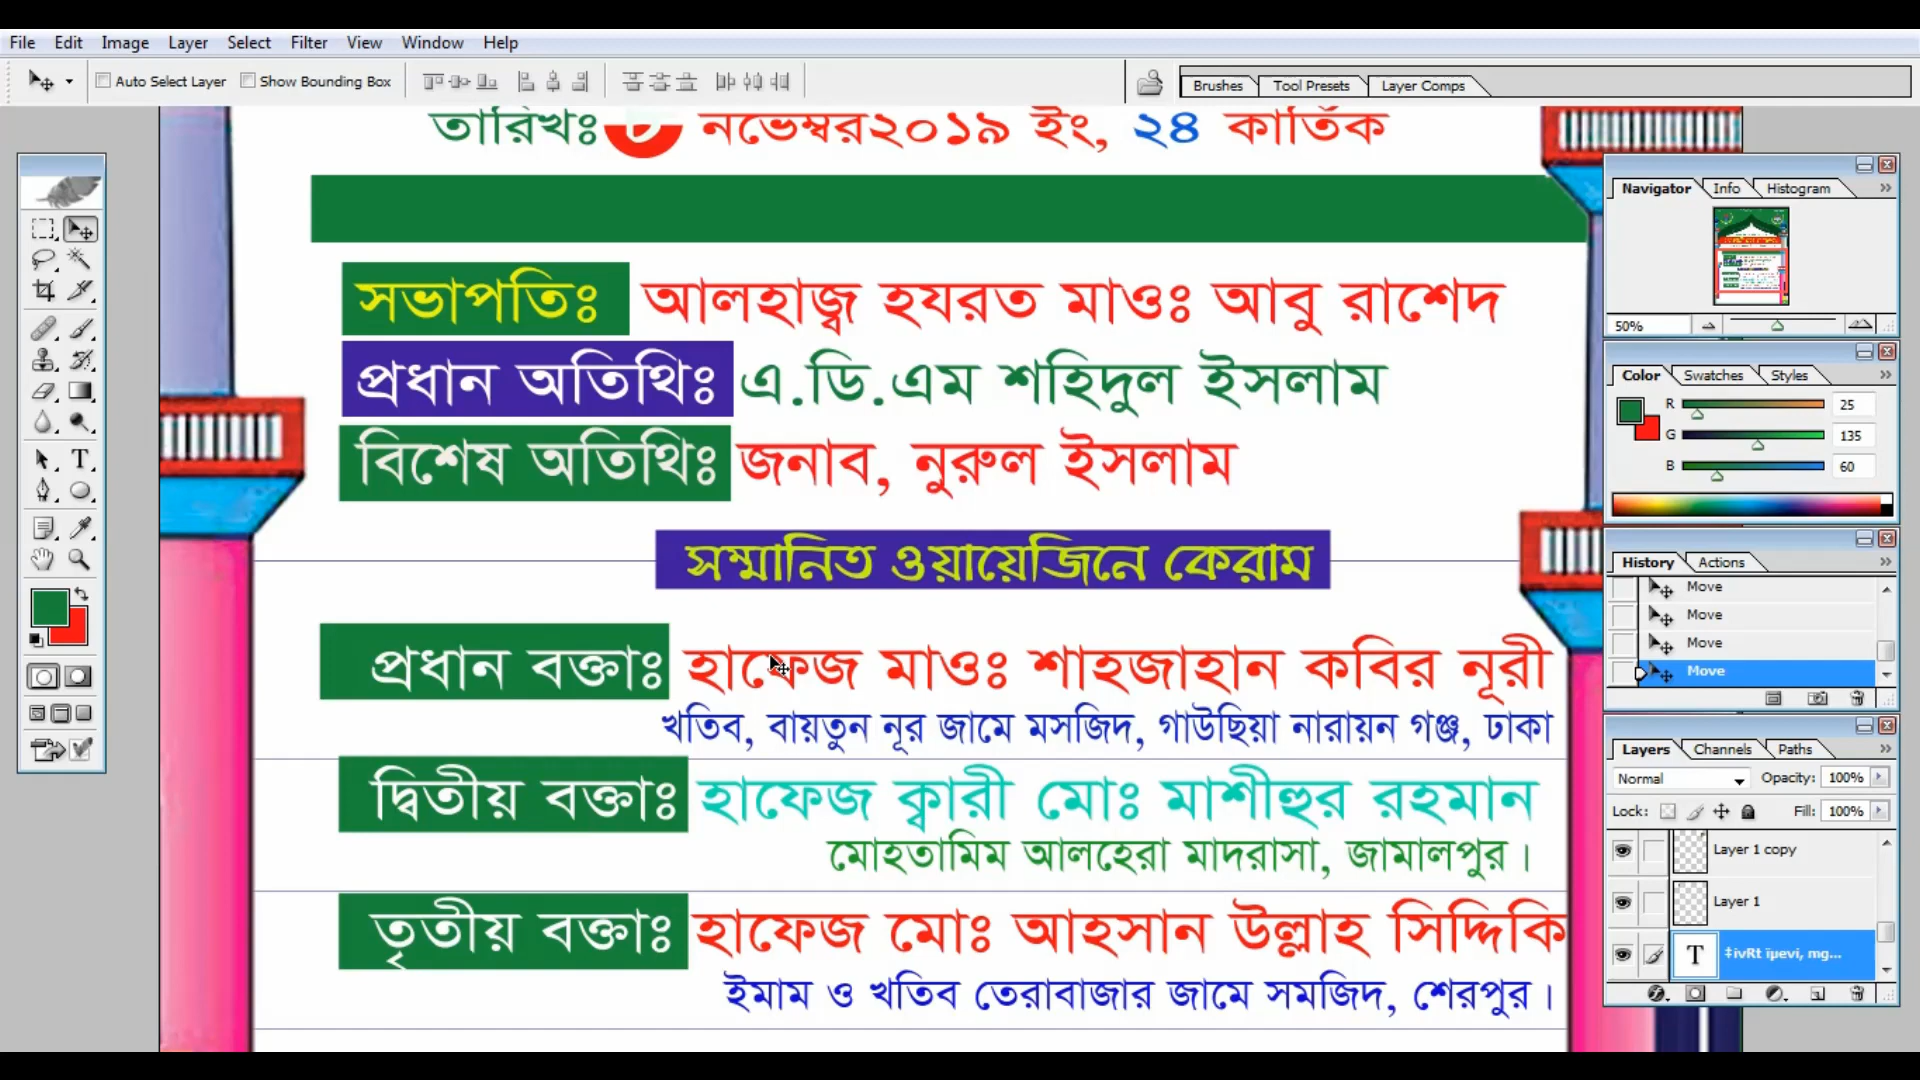 File Edit Image Layer Select Filter View Window Help
Auto Select Layer Show Bounding Box
Brushes Tool Presets Layer Comps
তারিখঃ ৮ নভেম্বর২০১৯ ইং, ২৪ কার্তিক
সভাপতিঃ আলহাজ্ব হযরত মাওঃ আবু রাশেদ
প্রধান অতিথিঃ এ.ডি.এম শহিদুল ইসলাম
বিশেষ অতিথিঃ জনাব, নুরুল ইসলাম
সম্মানিত ওয়ায়েজিনে কেরাম
প্রধান বক্তাঃ হাফেজ মাওঃ শাহজাহান কবির নূরী
খতিব, বায়তুন নূর জামে মসজিদ, গাউছিয়া নারায়ন গঞ্জ, ঢাকা
দ্বিতীয় বক্তাঃ হাফেজ ক্বারী মোঃ মাশীহুর রহমান
মোহতামিম আলহেরা মাদরাসা, জামালপুর।
তৃতীয় বক্তাঃ হাফেজ মোঃ আহসান উল্লাহ সিদ্দিকি
ইমাম ও খতিব তেরাবাজার জামে সমজিদ, শেরপুর।
Navigator Info Histogram
50%
Color Swatches Styles
R 25
G 135
B 60
History Actions
Move
Move
Move
Move
Layers Channels Paths
Normal Opacity: 100%
Lock: Fill: 100%
Layer 1 copy
Layer 1
T ‡ivRt ïµevi, mg...